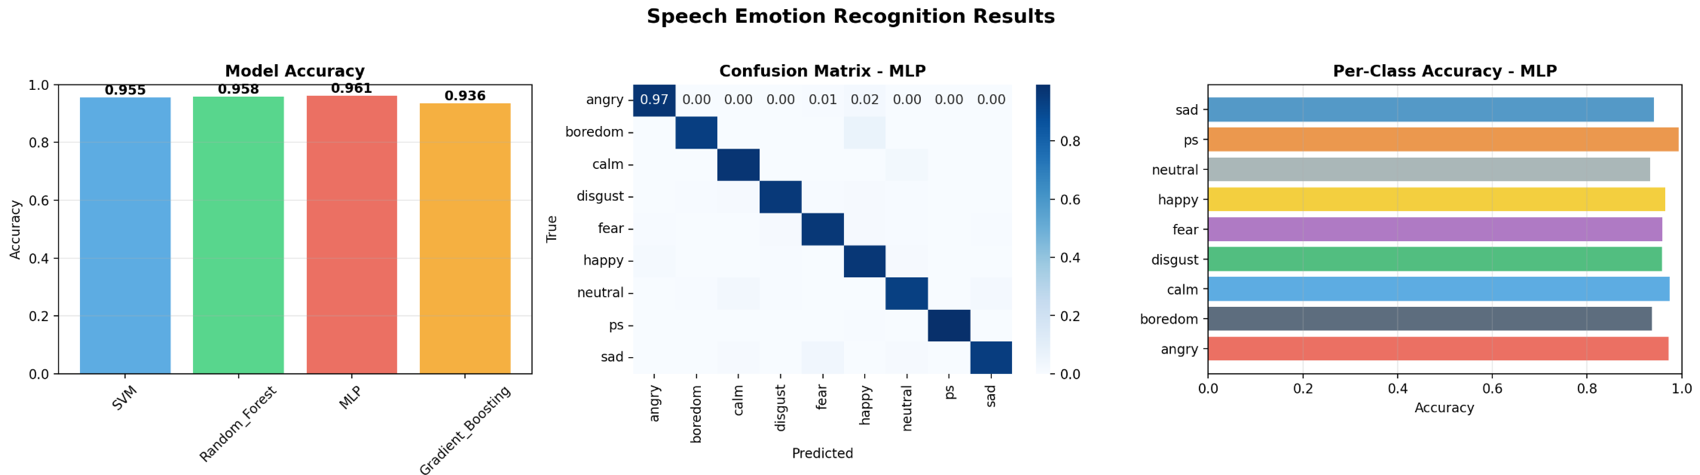 Speech Emotion Recognition Results
Model Accuracy
1.0
0.8
0.6
0.4
0.2
0.0
Accuracy
0.955
0.958
0.961
0.936
SVM
Random_Forest
MLP
Gradient_Boosting
Confusion Matrix - MLP
True
angry 0.97 0.00 0.00 0.00 0.01 0.02 0.00 0.00 0.00
boredom
calm
disgust
fear
happy
neutral
ps
sad
angry boredom calm disgust fear happy neutral ps sad
Predicted
0.8
0.6
0.4
0.2
0.0
Per-Class Accuracy - MLP
sad
ps
neutral
happy
fear
disgust
calm
boredom
angry
0.0 0.2 0.4 0.6 0.8 1.0
Accuracy